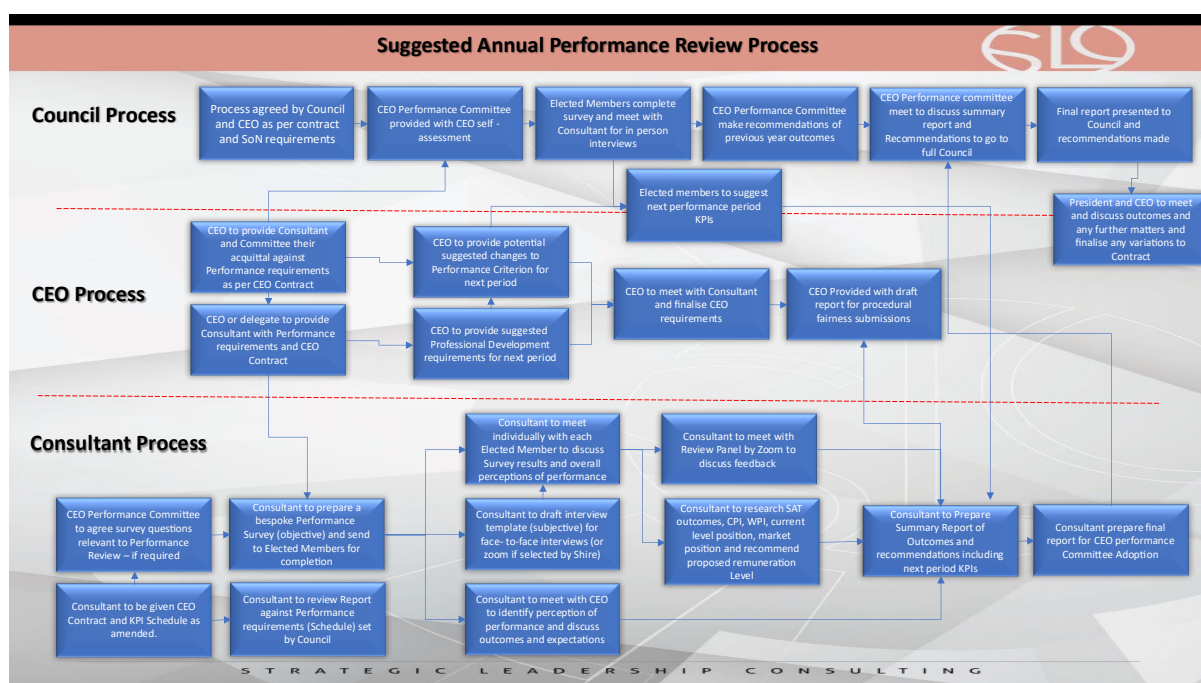 Suggested Annual Performance Review Process
SLC
Council Process
Process agreed by Council
and CEO as per contract
and SoN requirements
CEO Performance Committee
provided with CEO self -
assessment
Elected Members complete
survey and meet with
Consultant for in person
interviews
CEO Performance Committee
make recommendations of
previous year outcomes
CEO Performance committee
meet to discuss summary
report and
Recommendations to go to
full Council
Final report presented to
Council and
recommendations made
Elected members to suggest
next performance period
KPIs
President and CEO to meet
and discuss outcomes and
any further matters and
finalise any variations to
Contract
CEO Process
CEO to provide Consultant
and Committee their
acquittal against
Performance requirements
as per CEO Contract
CEO to provide potential
suggested changes to
Performance Criterion for
next period
CEO to meet with Consultant
and finalise CEO
requirements
CEO Provided with draft
report for procedural
fairness submissions
CEO or delegate to provide
Consultant with Performance
requirements and CEO
Contract
CEO to provide suggested
Professional Development
requirements for next period
Consultant Process
Consultant to meet
individually with each
Elected Member to discuss
Survey results and overall
perceptions of performance
Consultant to meet with
Review Panel by Zoom to
discuss feedback
CEO Performance Committee
to agree survey questions
relevant to Performance
Review – if required
Consultant to prepare a
bespoke Performance
Survey (objective) and send
to Elected Members for
completion
Consultant to draft interview
template (subjective) for
face- to-face interviews (or
zoom if selected by Shire)
Consultant to research SAT
outcomes, CPI, WPI, current
level position, market
position and recommend
proposed remuneration
Level
Consultant to Prepare
Summary Report of
Outcomes and
recommendations including
next period KPIs
Consultant prepare final
report for CEO performance
Committee Adoption
Consultant to be given CEO
Contract and KPI Schedule as
amended.
Consultant to review Report
against Performance
requirements (Schedule) set
by Council
Consultant to meet with CEO
to identify perception of
performance and discuss
outcomes and expectations
STRATEGIC LEADERSHIP CONSULTING